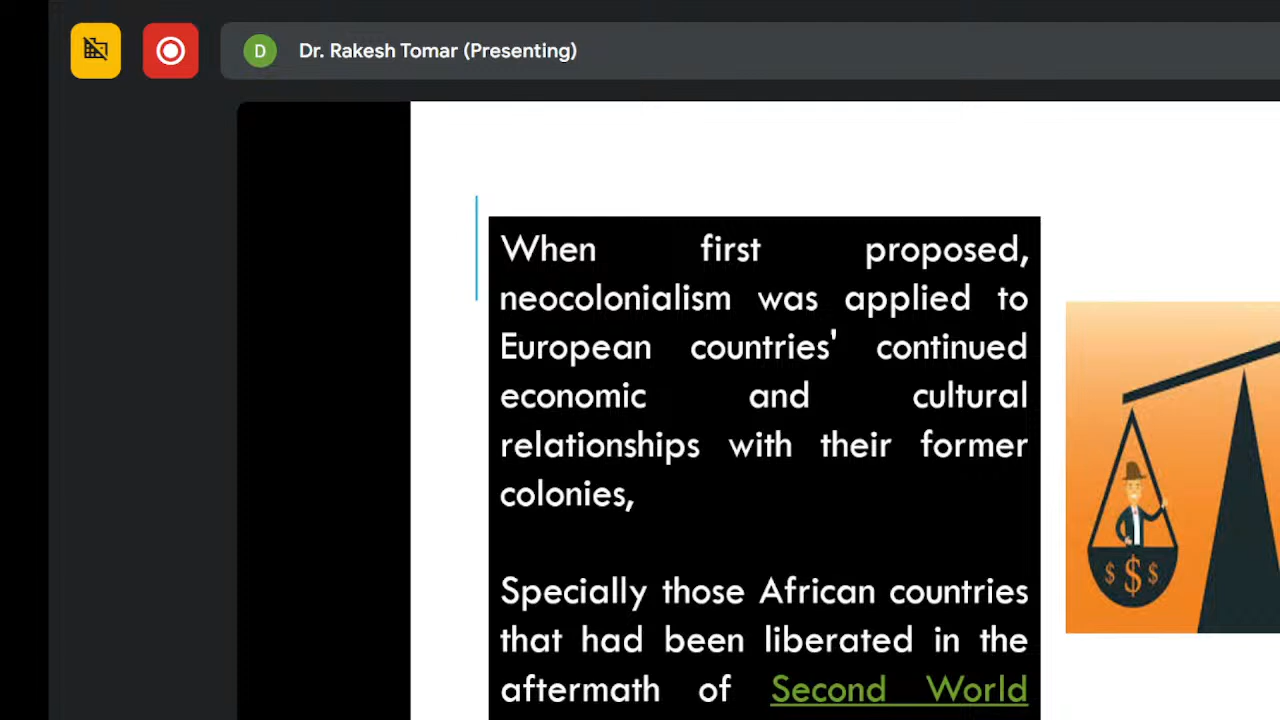 D Dr. Rakesh Tomar (Presenting)
When first proposed,
neocolonialism was applied to
European countries' continued
economic and cultural
relationships with their former
colonies,
Specially those African countries
that had been liberated in the
aftermath of Second World
$ $ $